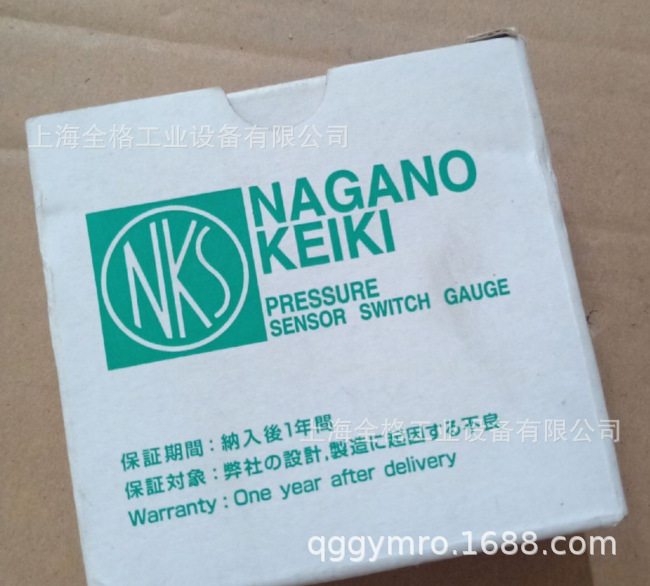 上海全格工业设备有限公司
NAGANO
KEIKI
NKS
PRESSURE
SENSOR SWITCH GAUGE
保証期間：納入後1年間
上海全格工业设备有限公司
保証対象：弊社の設計，製造に起因する不良
Warranty：One year after delivery
qggymro.1688.com